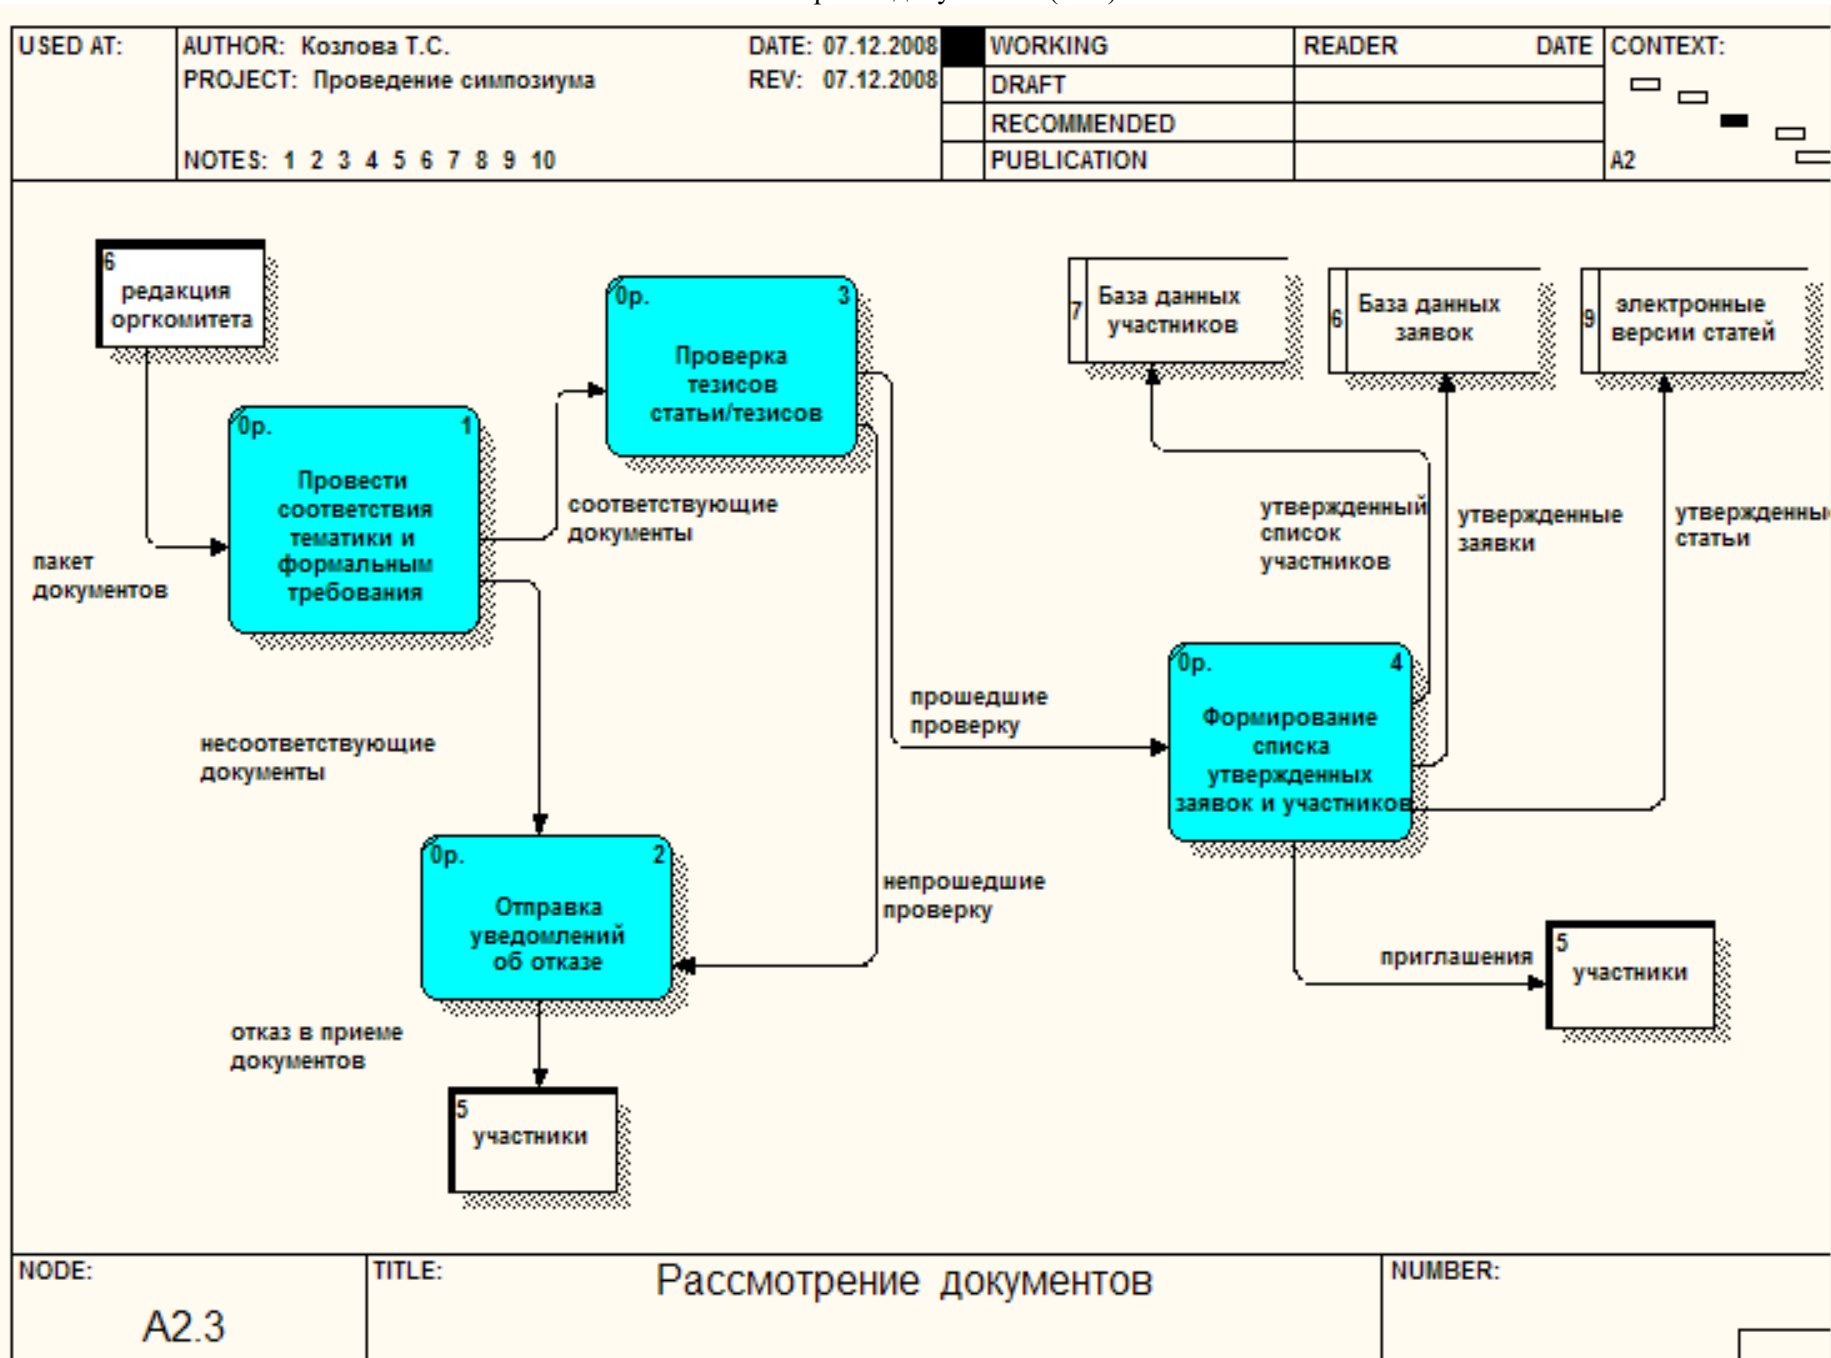 USED AT:
AUTHOR: Козлова Т.С.
DATE: 07.12.2008
PROJECT: Проведение симпозиума
REV: 07.12.2008
NOTES: 1 2 3 4 5 6 7 8 9 10
WORKING
DRAFT
RECOMMENDED
PUBLICATION
READER
DATE
CONTEXT:
A2
6
редакция
оргкомитета
пакет
документов
0р. 1
Провести
соответствия
тематики и
формальным
требования
соответствующие
документы
несоответствующие
документы
0р. 3
Проверка
тезисов
статьи/тезисов
прошедшие
проверку
непрошедшие
проверку
0р. 2
Отправка
уведомлений
об отказе
отказ в приеме
документов
5
участники
7
База данных
участников
6
База данных
заявок
9
электронные
версии статей
утвержденный
список
участников
утвержденные
заявки
утвержденны
статьи
0р. 4
Формирование
списка
утвержденных
заявок и участников
приглашения
5
участники
NODE:
A2.3
TITLE:
Рассмотрение документов
NUMBER: